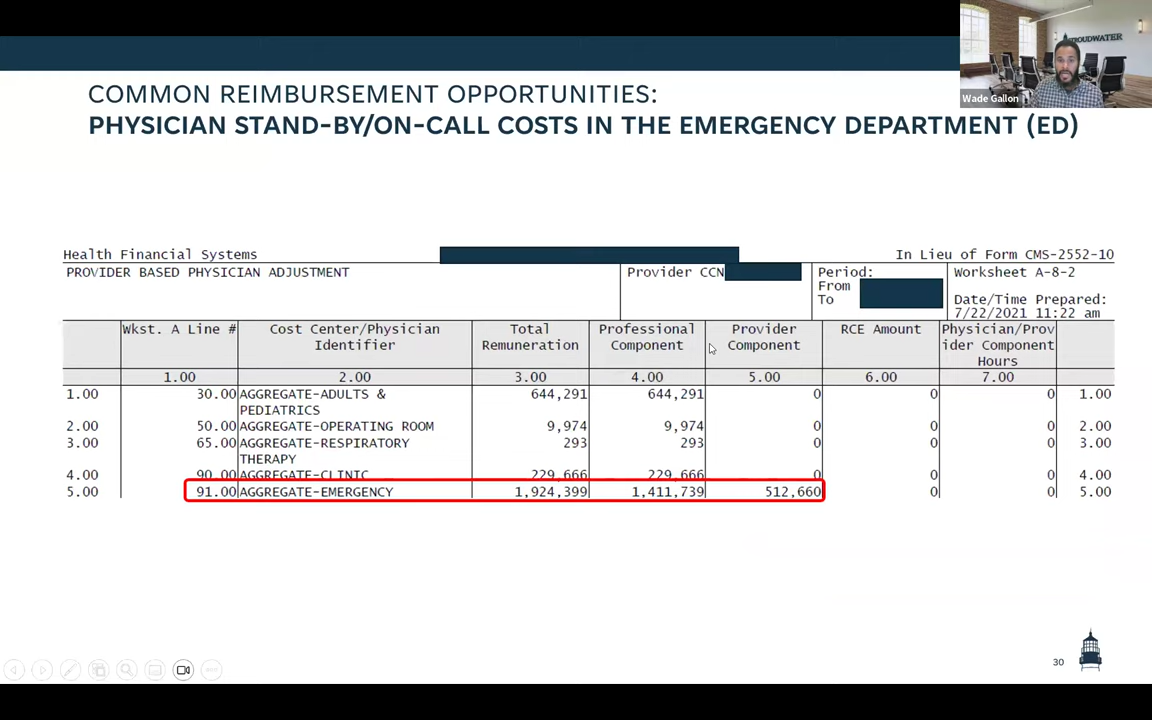 TROUDWATER
Wade Gallon
COMMON REIMBURSEMENT OPPORTUNITIES:
PHYSICIAN STAND-BY/ON-CALL COSTS IN THE EMERGENCY DEPARTMENT (ED)
Health Financial Systems In Lieu of Form CMS-2552-10
PROVIDER BASED PHYSICIAN ADJUSTMENT Provider CCN Period: Worksheet A-8-2
From
To Date/Time Prepared:
7/22/2021 11:22 am
Wkst. A Line # Cost Center/Physician Total Professional Provider RCE Amount Physician/Prov
Identifier Remuneration Component Component ider Component
Hours
1.00 2.00 3.00 4.00 5.00 6.00 7.00
1.00 30.00 AGGREGATE-ADULTS & 644,291 644,291 0 0 0 1.00
PEDIATRICS
2.00 50.00 AGGREGATE-OPERATING ROOM 9,974 9,974 0 0 0 2.00
3.00 65.00 AGGREGATE-RESPIRATORY 293 293 0 0 0 3.00
THERAPY
4.00 90.00 AGGREGATE-CLINIC 229,666 229,666 0 0 0 4.00
5.00 91.00 AGGREGATE-EMERGENCY 1,924,399 1,411,739 512,660 0 0 5.00
30